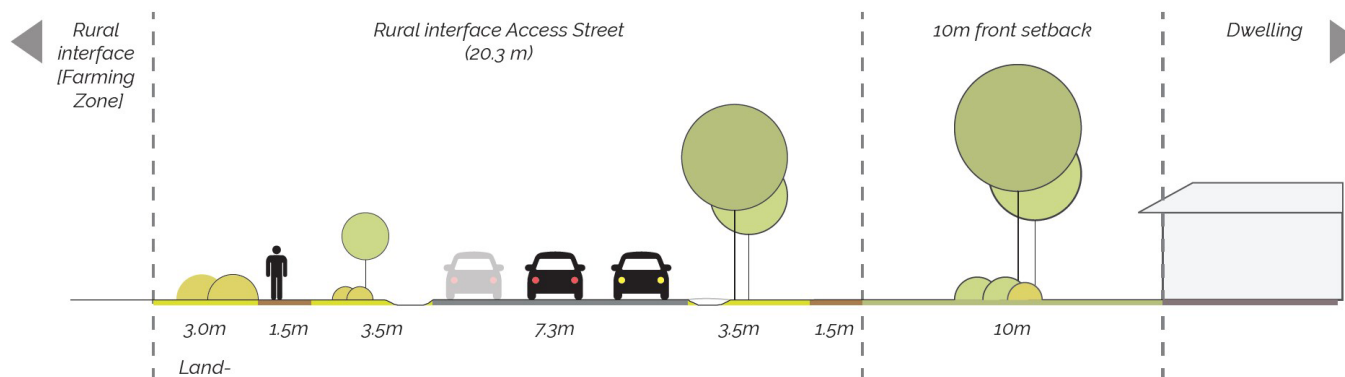 Rural
interface
[Farming
Zone]
Rural interface Access Street
(20.3 m)
10m front setback
Dwelling
3.0m
1.5m
3.5m
7.3m
3.5m
1.5m
10m
Land-